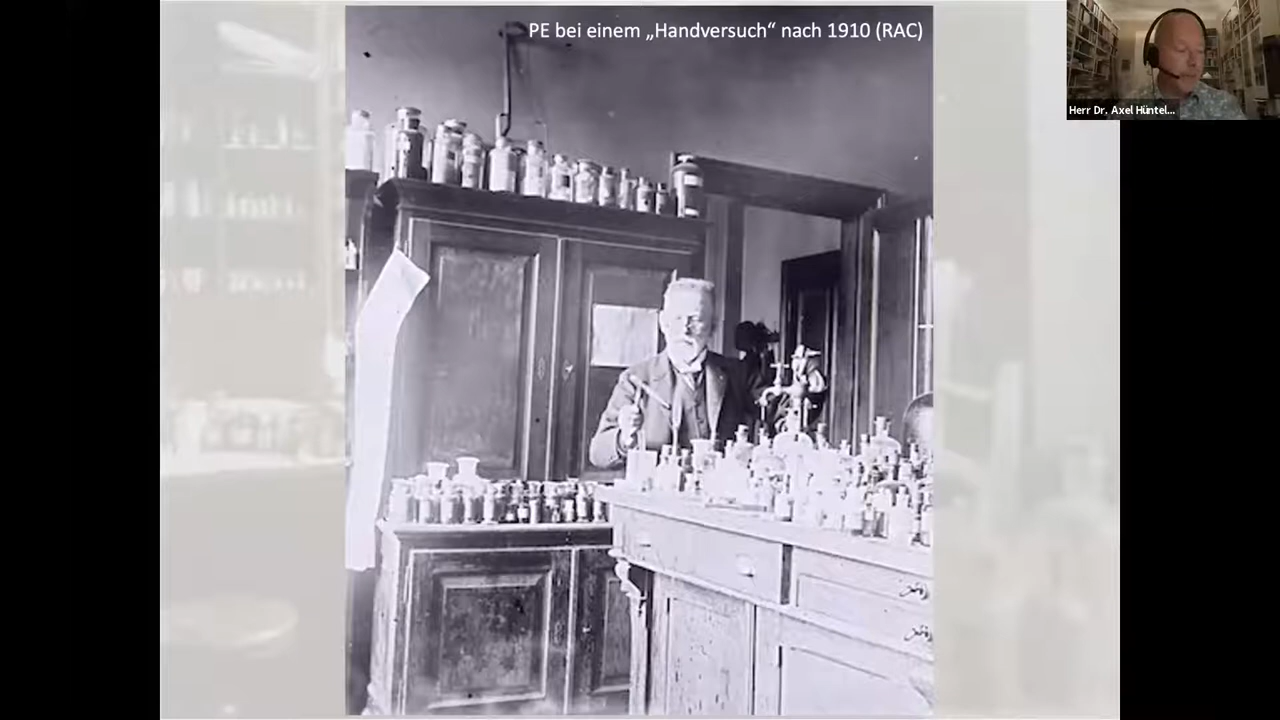 PE bei einem „Handversuch“ nach 1910 (RAC)
Herr Dr. Axel Hüntel...